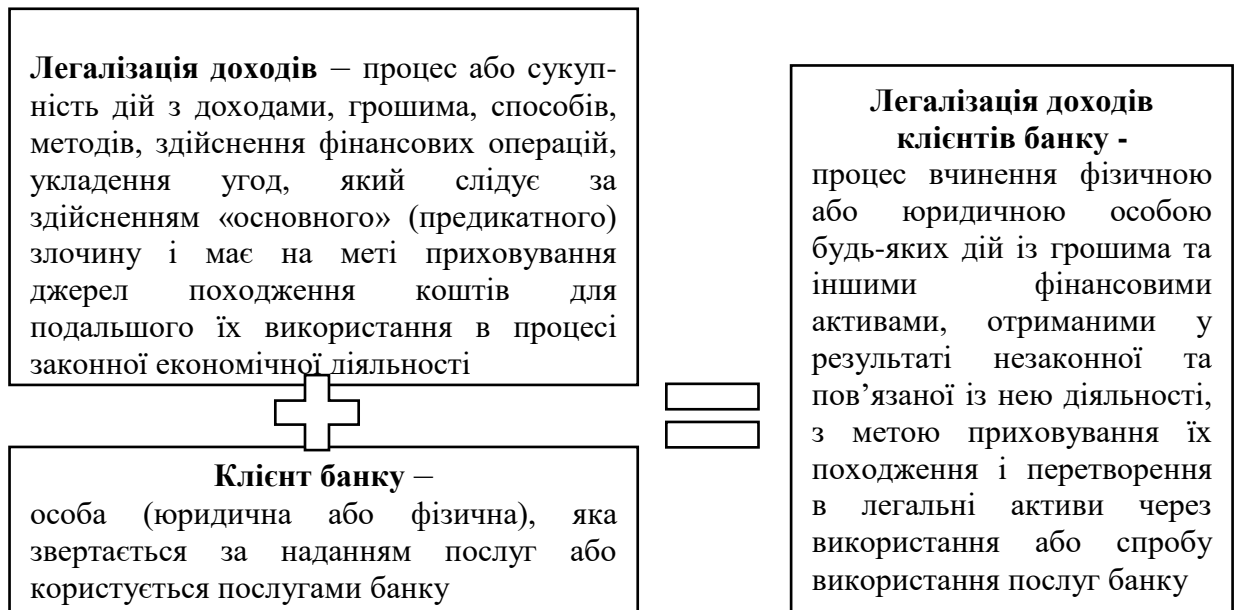 Легалізація доходів – процес або сукуп-
ність дій з доходами, грошима, способів,
методів, здійснення фінансових операцій,
укладення угод, який слідує за
здійсненням «основного» (предикатного)
злочину і має на меті приховування
джерел походження коштів для
подальшого їх використання в процесі
законної економічної діяльності
Клієнт банку –
особа (юридична або фізична), яка
звертається за наданням послуг або
користується послугами банку
Легалізація доходів
клієнтів банку -
процес вчинення фізичною
або юридичною особою
будь-яких дій із грошима та
іншими фінансовими
активами, отриманими у
результаті незаконної та
пов’язаної із нею діяльності,
з метою приховування їх
походження і перетворення
в легальні активи через
використання або спробу
використання послуг банку